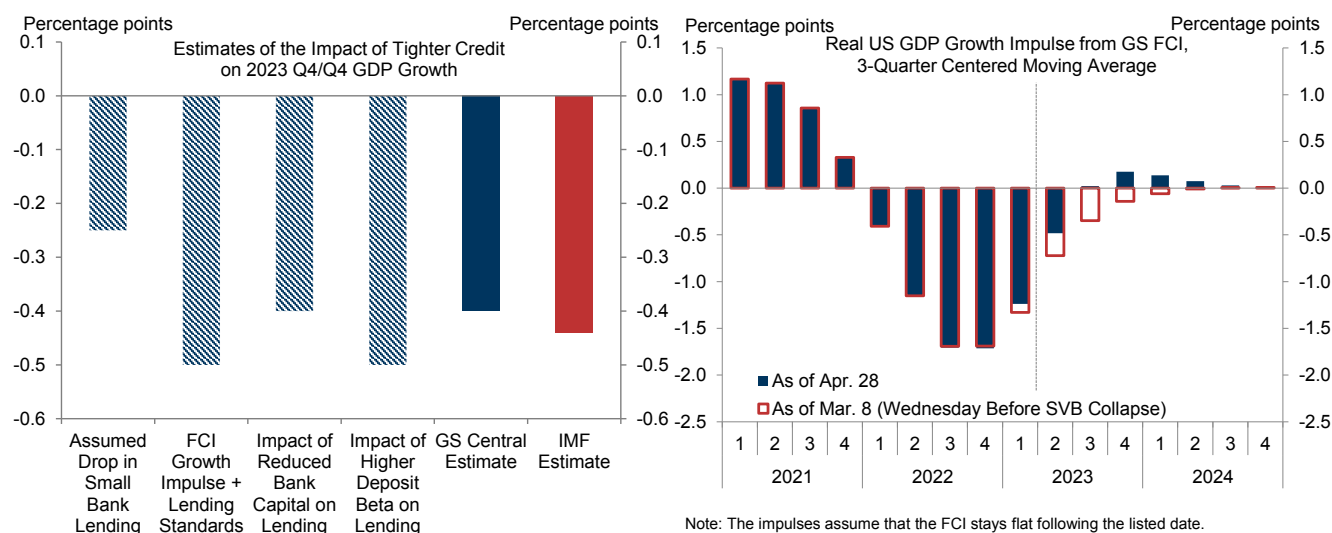 Percentage points
Percentage points
Estimates of the Impact of Tighter Credit
on 2023 Q4/Q4 GDP Growth
0.1
0.0
-0.1
-0.2
-0.3
-0.4
-0.5
-0.6
0.1
0.0
-0.1
-0.2
-0.3
-0.4
-0.5
-0.6
Assumed
Drop in
Small
Bank
Lending
FCI
Growth
Impulse +
Lending
Standards
Impact of
Reduced
Bank
Capital on
Lending
Impact of
Higher
Deposit
Beta on
Lending
GS Central
Estimate
IMF
Estimate
Percentage points
Percentage points
Real US GDP Growth Impulse from GS FCI,
3-Quarter Centered Moving Average
1.5
1.0
0.5
0.0
-0.5
-1.0
-1.5
-2.0
-2.5
1.5
1.0
0.5
0.0
-0.5
-1.0
-1.5
-2.0
-2.5
As of Apr. 28
As of Mar. 8 (Wednesday Before SVB Collapse)
1 2 3 4 1 2 3 4 1 2 3 4 1 2 3 4
2021 2022 2023 2024
Note: The impulses assume that the FCI stays flat following the listed date.